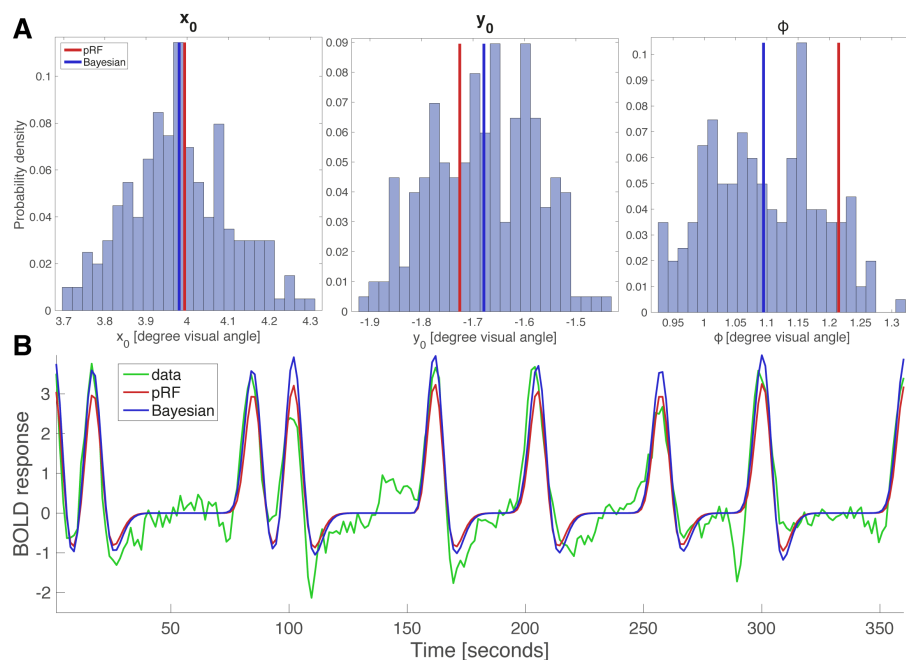 A
x0
y0
ϕ
pRF
Bayesian
Probability density
0.1
0.08
0.06
0.04
0.02
0
3.7 3.8 3.9 4 4.1 4.2 4.3
x0 [degree visual angle]
0.09
0.08
0.07
0.06
0.05
0.04
0.03
0.02
0.01
0
-1.9 -1.8 -1.7 -1.6 -1.5
y0 [degree visual angle]
0.1
0.09
0.08
0.07
0.06
0.05
0.04
0.03
0.02
0.01
0
0.95 1 1.05 1.1 1.15 1.2 1.25 1.3
ϕ [degree visual angle]
B
data
pRF
Bayesian
BOLD response
3
2
1
0
-1
-2
50 100 150 200 250 300 350
Time [seconds]